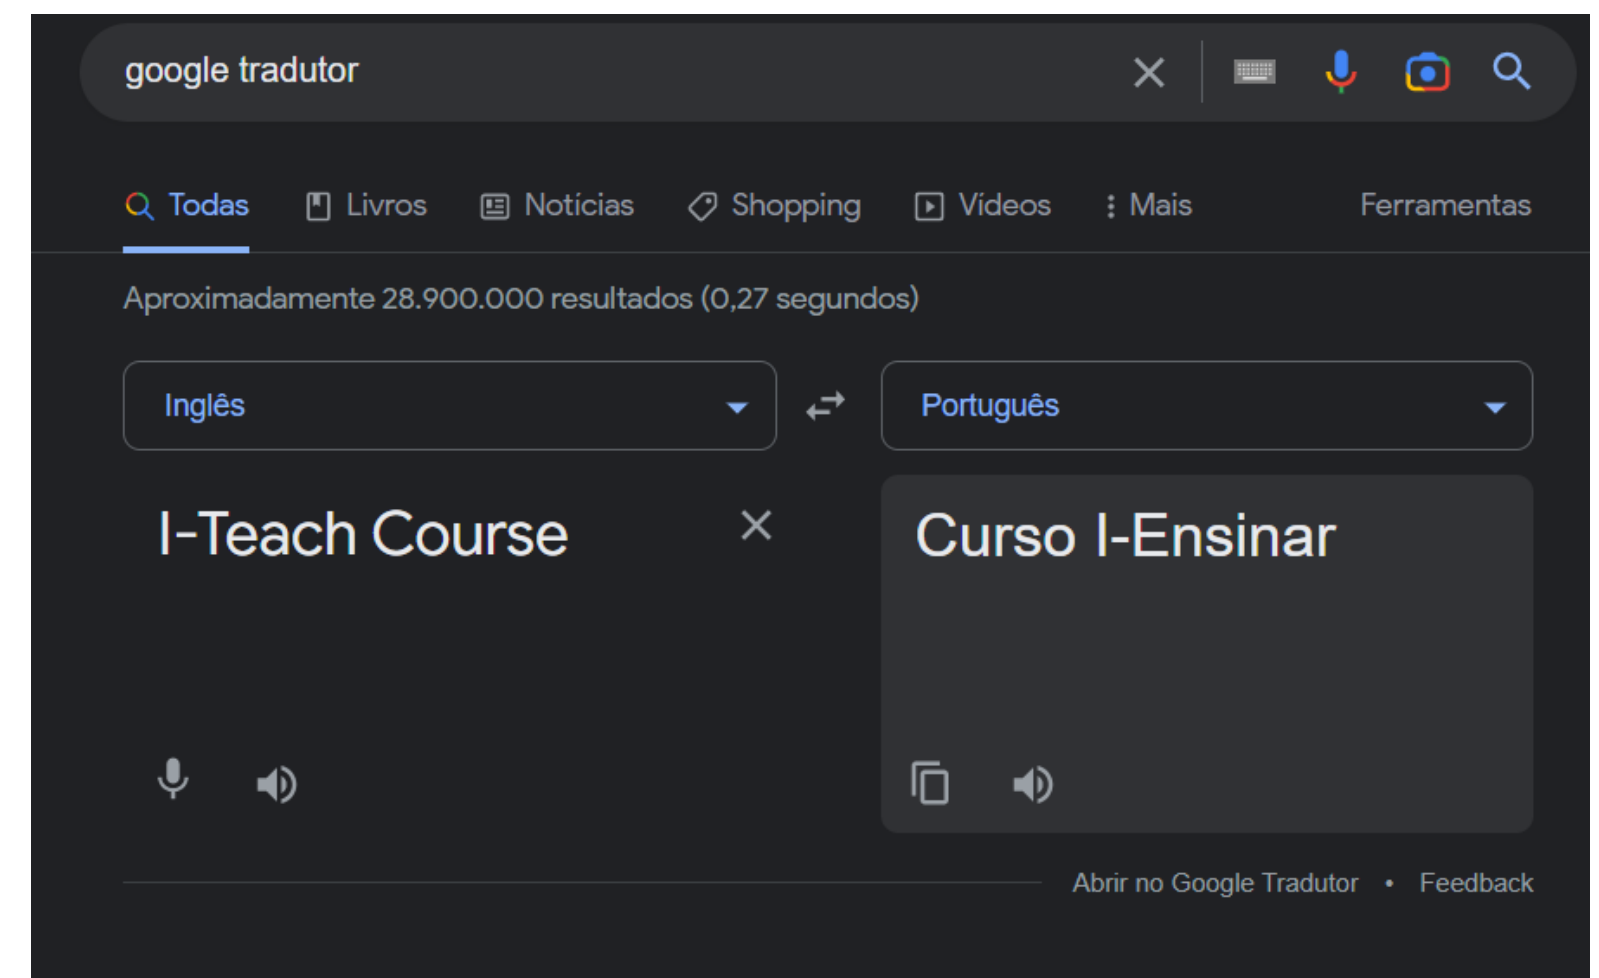 google tradutor
Todas Livros Notícias Shopping Vídeos Mais Ferramentas
Aproximadamente 28.900.000 resultados (0,27 segundos)
Inglês Português
I-Teach Course Curso I-Ensinar
Abrir no Google Tradutor • Feedback